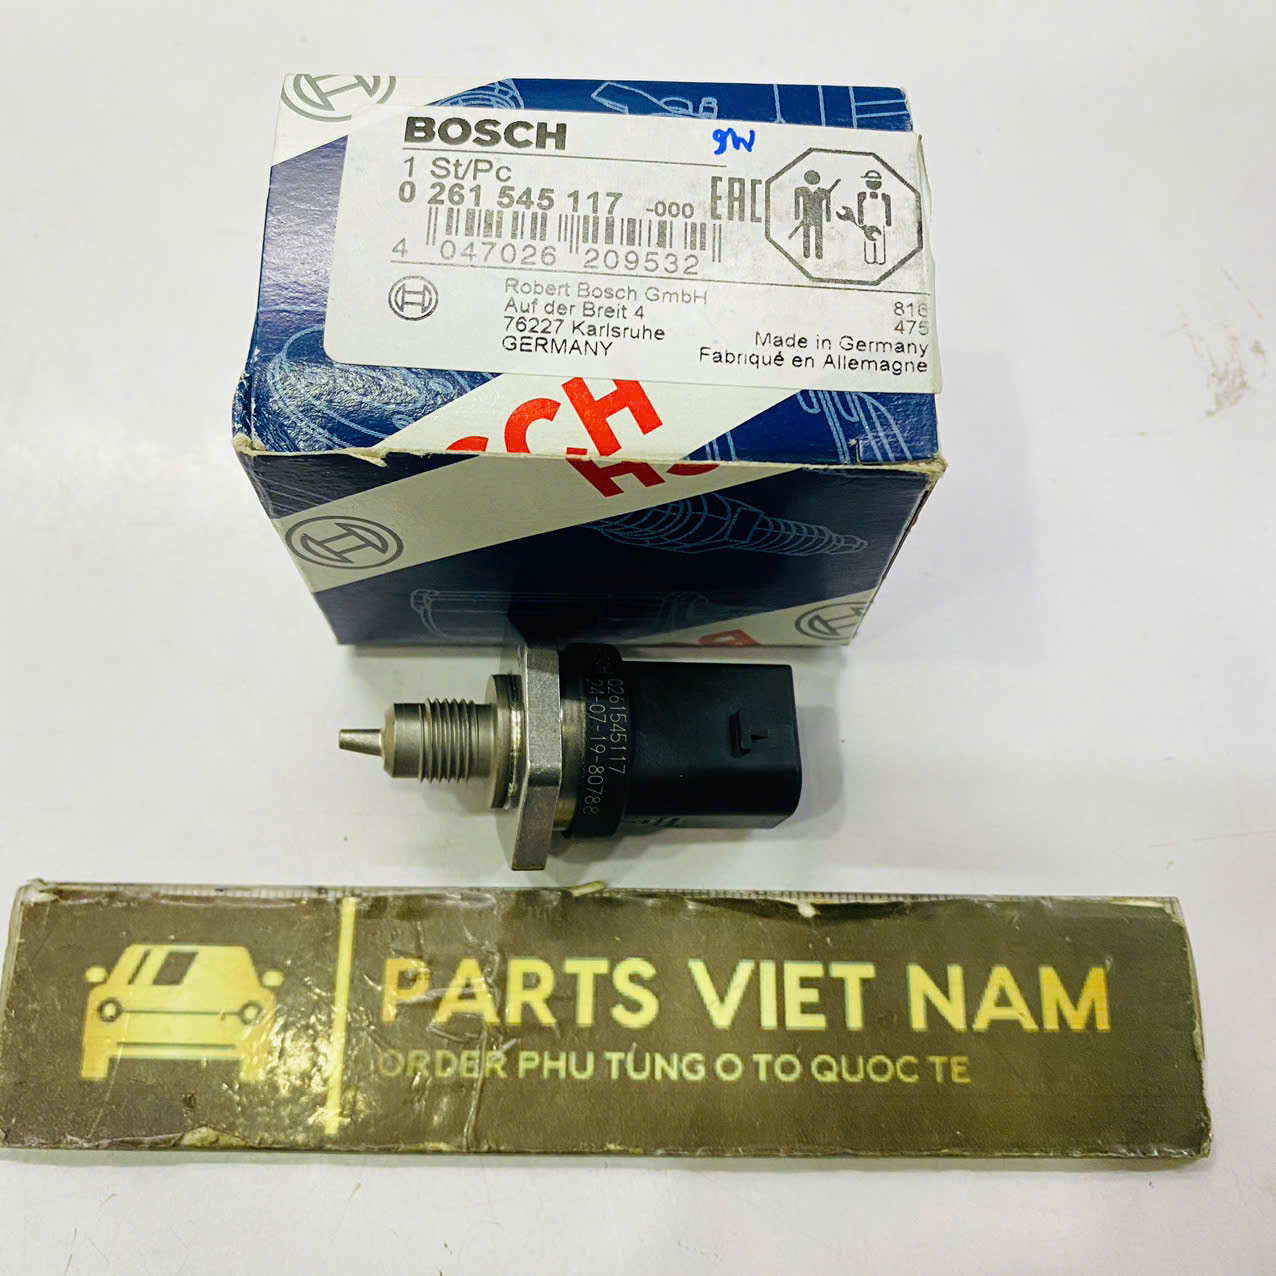 BOSCH
1 St/Pc
0 261 545 117 -000
EAC
4 047026 209532
Robert Bosch GmbH
Auf der Breit 4
76227 Karlsruhe
GERMANY
816
475
Made in Germany
Fabriqué en Allemagne
0261545117
24-07-19-80788
PARTS VIET NAM
ORDER PHU TÙNG O TO QUOC TE